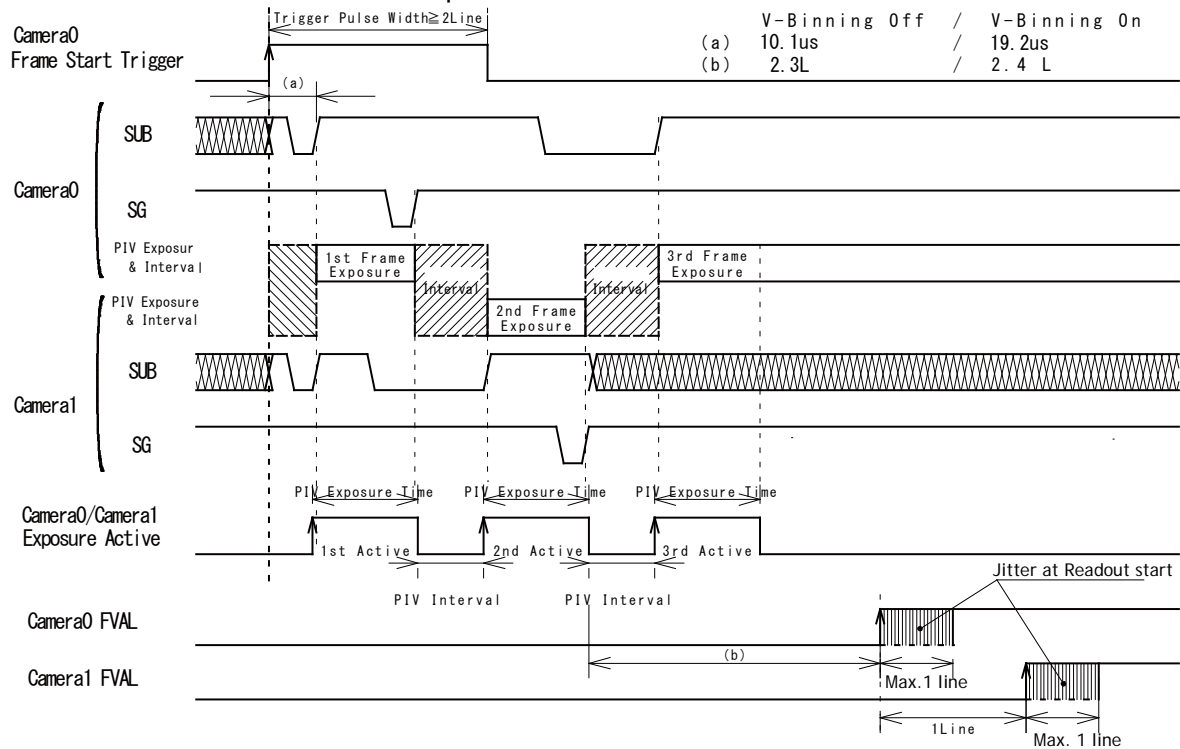 Trigger Pulse Width≧2Line
V-Binning Off / V-Binning On
(a) 10.1us / 19.2us
(b) 2.3L / 2.4 L
Camera0
Frame Start Trigger
(a)
SUB
Camera0
SG
PIV Exposur
& Interval
1st Frame
Exposure
Interval
Interval
3rd Frame
Exposure
PIV Exposure
& Interval
2nd Frame
Exposure
SUB
Camera1
SG
PIV Exposure Time
PIV Exposure Time
PIV Exposure Time
Camera0/Camera1
Exposure Active
1st Active
2nd Active
3rd Active
PIV Interval
PIV Interval
Jitter at Readout start
Camera0 FVAL
(b)
Max.1 line
Camera1 FVAL
1Line
Max. 1 line